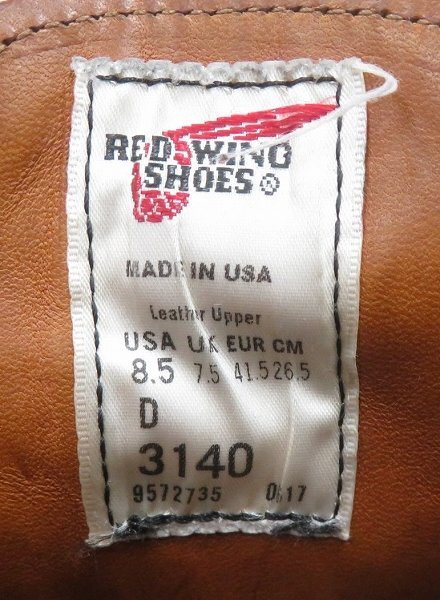 RED WING
SHOES ®
MADE IN USA
Leather Upper
USA UK EUR CM
8.5 7.5 41.5 26.5
D
3140
9572735